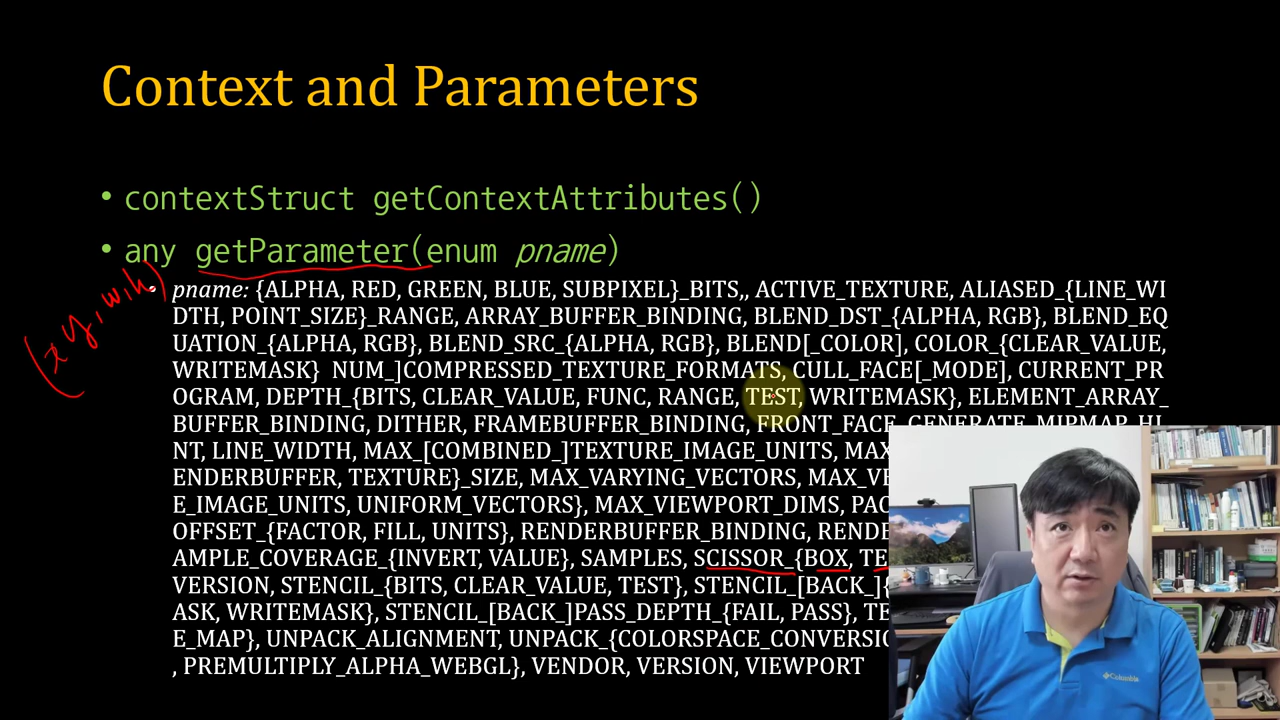 Context and Parameters
• contextStruct getContextAttributes()
• any getParameter(enum pname)
(x y, w, h)
• pname: {ALPHA, RED, GREEN, BLUE, SUBPIXEL}_BITS,, ACTIVE_TEXTURE, ALIASED_{LINE_WI
DTH, POINT_SIZE}_RANGE, ARRAY_BUFFER_BINDING, BLEND_DST_{ALPHA, RGB}, BLEND_EQ
UATION_{ALPHA, RGB}, BLEND_SRC_{ALPHA, RGB}, BLEND[_COLOR], COLOR_{CLEAR_VALUE,
WRITEMASK} NUM_]COMPRESSED_TEXTURE_FORMATS, CULL_FACE[_MODE], CURRENT_PR
OGRAM, DEPTH_{BITS, CLEAR_VALUE, FUNC, RANGE, TEST, WRITEMASK}, ELEMENT_ARRAY_
BUFFER_BINDING, DITHER, FRAMEBUFFER_BINDING, FRONT_FACE, GENERATE_MIPMAP_HI
NT, LINE_WIDTH, MAX_[COMBINED_]TEXTURE_IMAGE_UNITS, MAX
ENDERBUFFER, TEXTURE}_SIZE, MAX_VARYING_VECTORS, MAX_VE
E_IMAGE_UNITS, UNIFORM_VECTORS}, MAX_VIEWPORT_DIMS, PAC
OFFSET_{FACTOR, FILL, UNITS}, RENDERBUFFER_BINDING, RENDE
AMPLE_COVERAGE_{INVERT, VALUE}, SAMPLES, SCISSOR_{BOX, TE
VERSION, STENCIL_{BITS, CLEAR_VALUE, TEST}, STENCIL_[BACK_]{
ASK, WRITEMASK}, STENCIL_[BACK_]PASS_DEPTH_{FAIL, PASS}, TE
E_MAP}, UNPACK_ALIGNMENT, UNPACK_{COLORSPACE_CONVERSIO
, PREMULTIPLY_ALPHA_WEBGL}, VENDOR, VERSION, VIEWPORT
Columbia